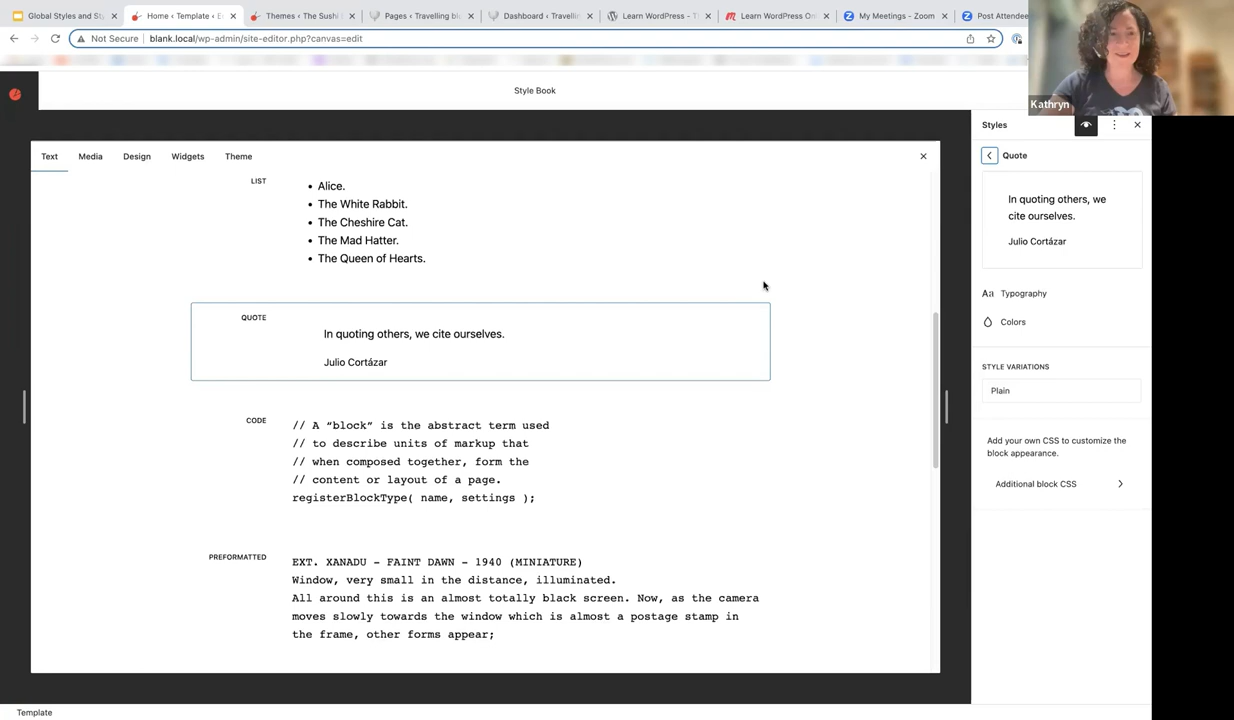 Global Styles and St
Home ‹ Template ‹ E
Themes ‹ The Sushi
Pages ‹ Travelling bl
Dashboard ‹ Travellin
Learn WordPress - T
Learn WordPress On
My Meetings - Zoom
Post Attendee
Not Secure
blank.local/wp-admin/site-editor.php?canvas=edit
Kathryn
Style Book
Styles
Text
Media
Design
Widgets
Theme
Quote
LIST
Alice.
The White Rabbit.
The Cheshire Cat.
The Mad Hatter.
The Queen of Hearts.
QUOTE
In quoting others, we cite ourselves.
Julio Cortázar
CODE
// A “block” is the abstract term used
// to describe units of markup that
// when composed together, form the
// content or layout of a page.
registerBlockType( name, settings );
PREFORMATTED
EXT. XANADU - FAINT DAWN - 1940 (MINIATURE)
Window, very small in the distance, illuminated.
All around this is an almost totally black screen. Now, as the camera
moves slowly towards the window which is almost a postage stamp in
the frame, other forms appear;
In quoting others, we
cite ourselves.
Julio Cortázar
Aa Typography
Colors
STYLE VARIATIONS
Plain
Add your own CSS to customize the
block appearance.
Additional block CSS
Template